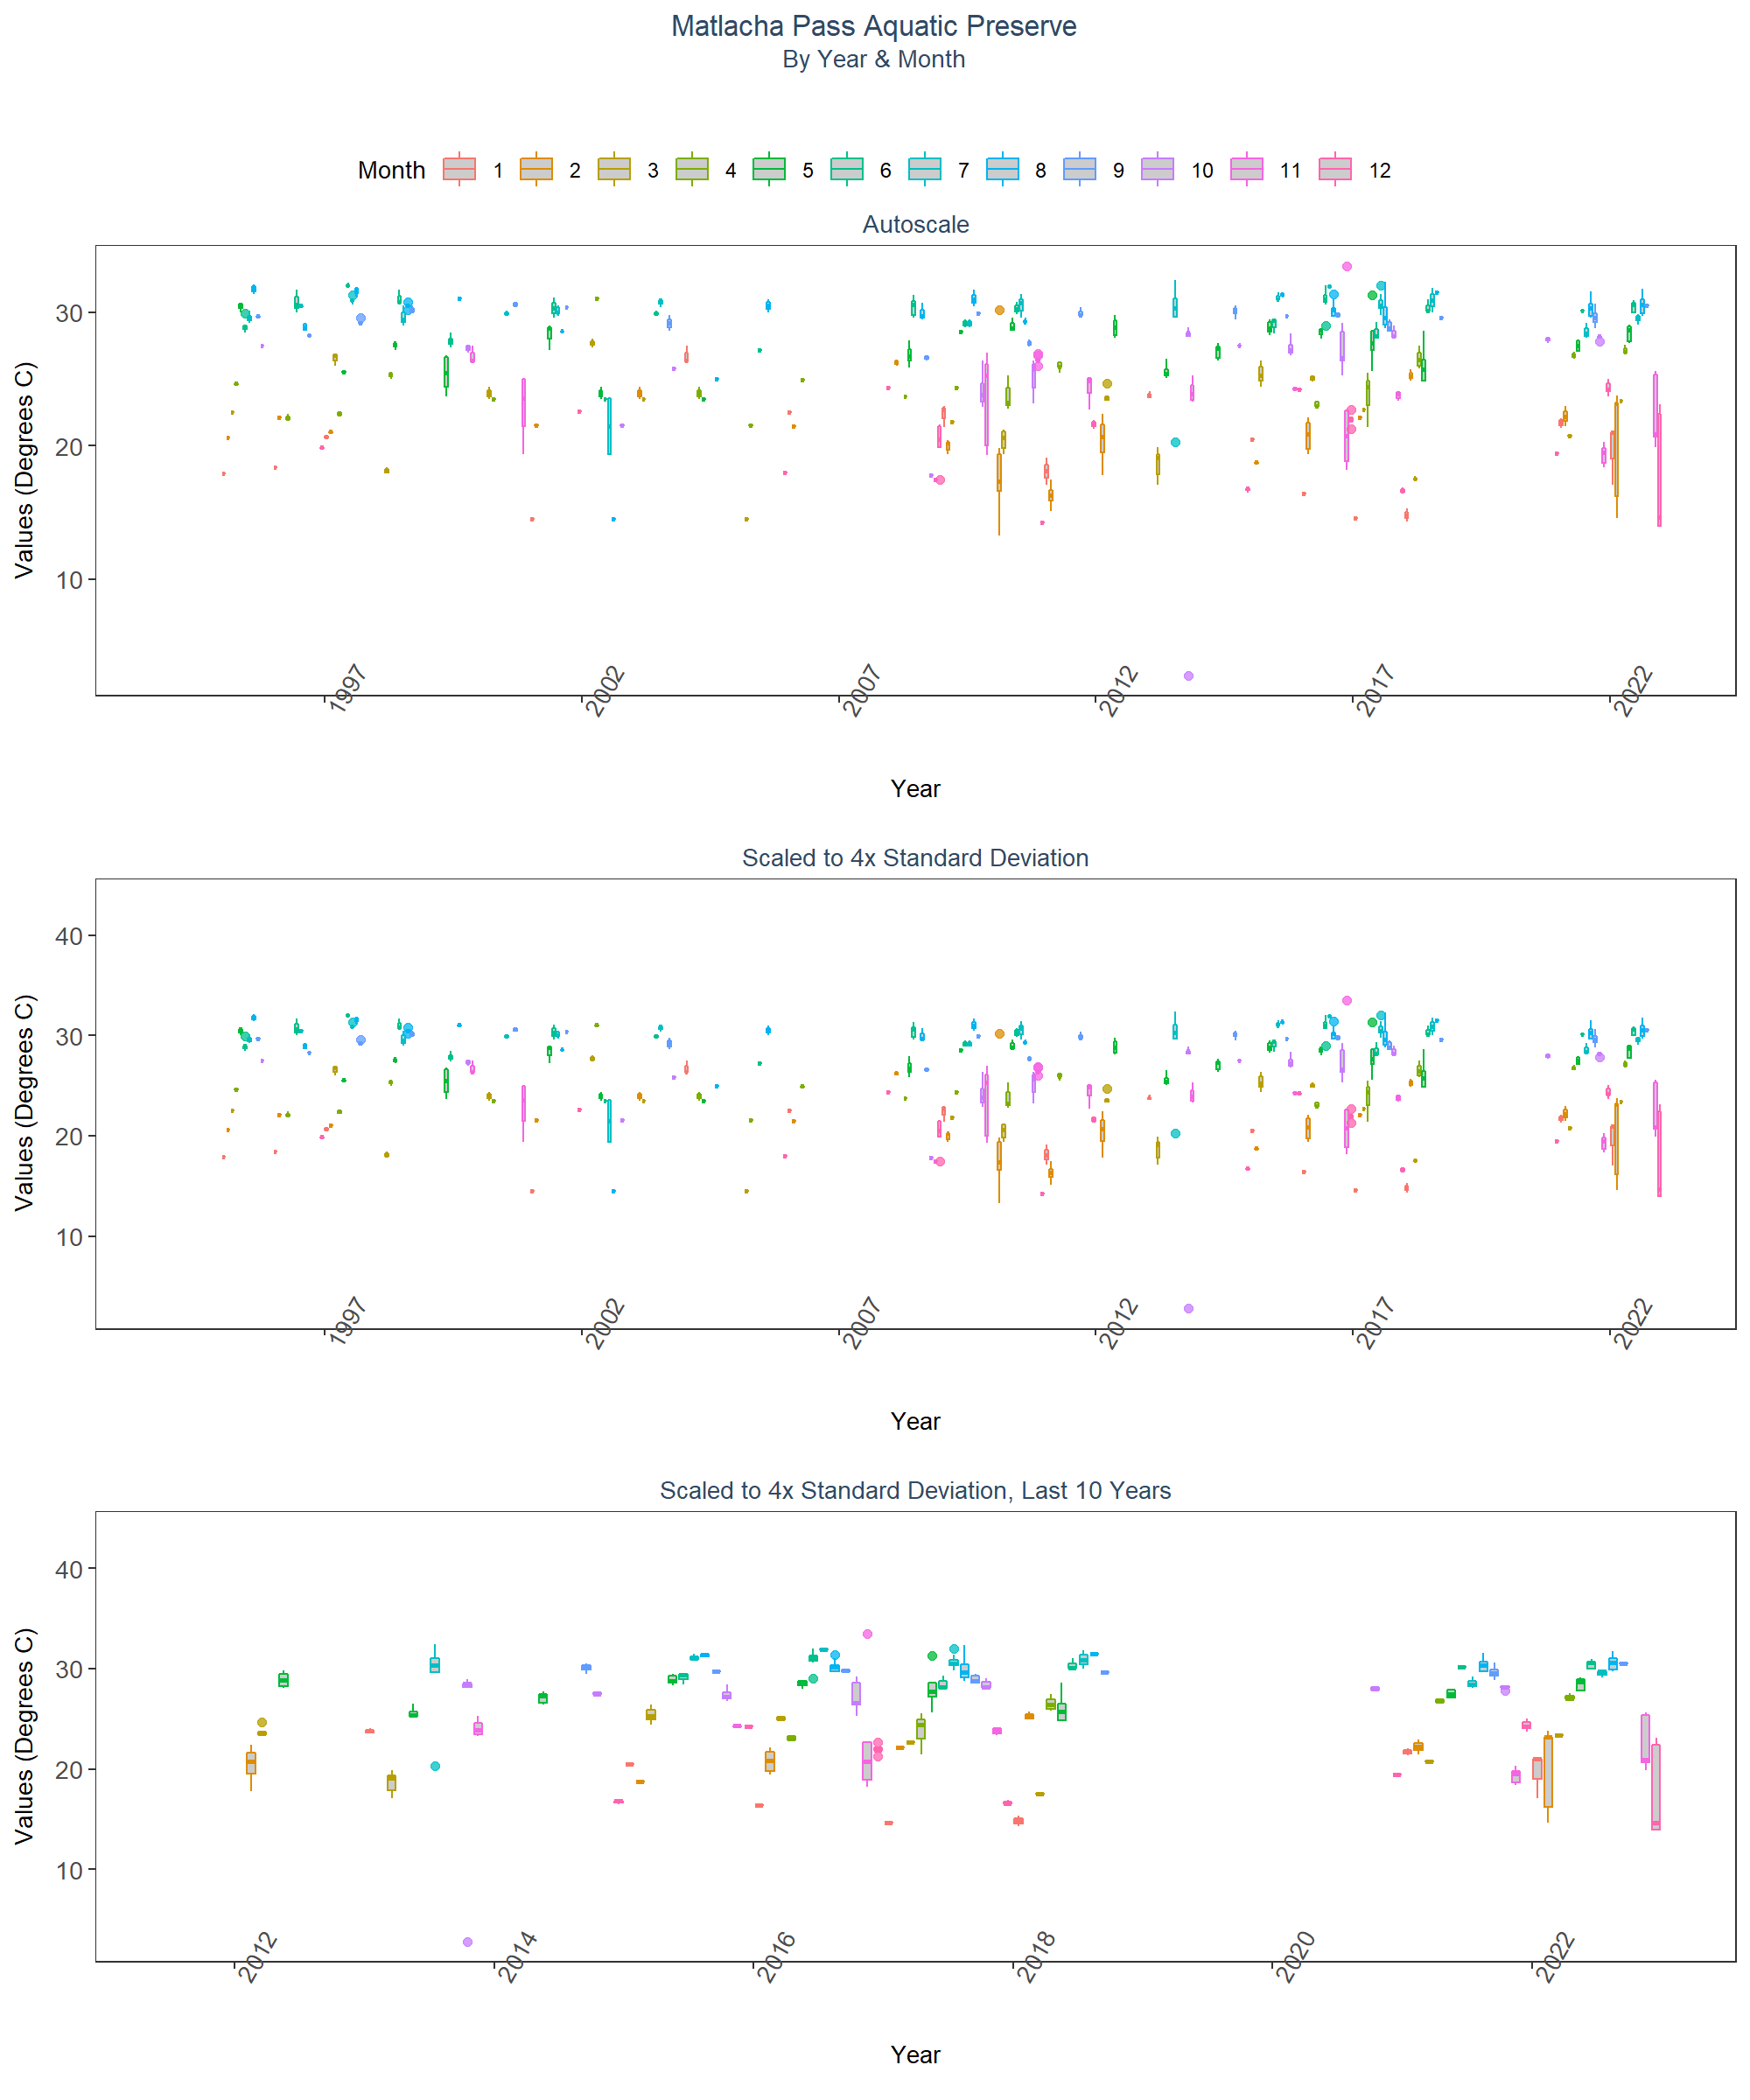 Matlacha Pass Aquatic Preserve
By Year & Month
Month 1 2 3 4 5 6 7 8 9 10 11 12
Autoscale
Values (Degrees C)
30
20
10
1997 2002 2007 2012 2017 2022
Year
Scaled to 4x Standard Deviation
Values (Degrees C)
40
30
20
10
1997 2002 2007 2012 2017 2022
Year
Scaled to 4x Standard Deviation, Last 10 Years
Values (Degrees C)
40
30
20
10
2012 2014 2016 2018 2020 2022
Year